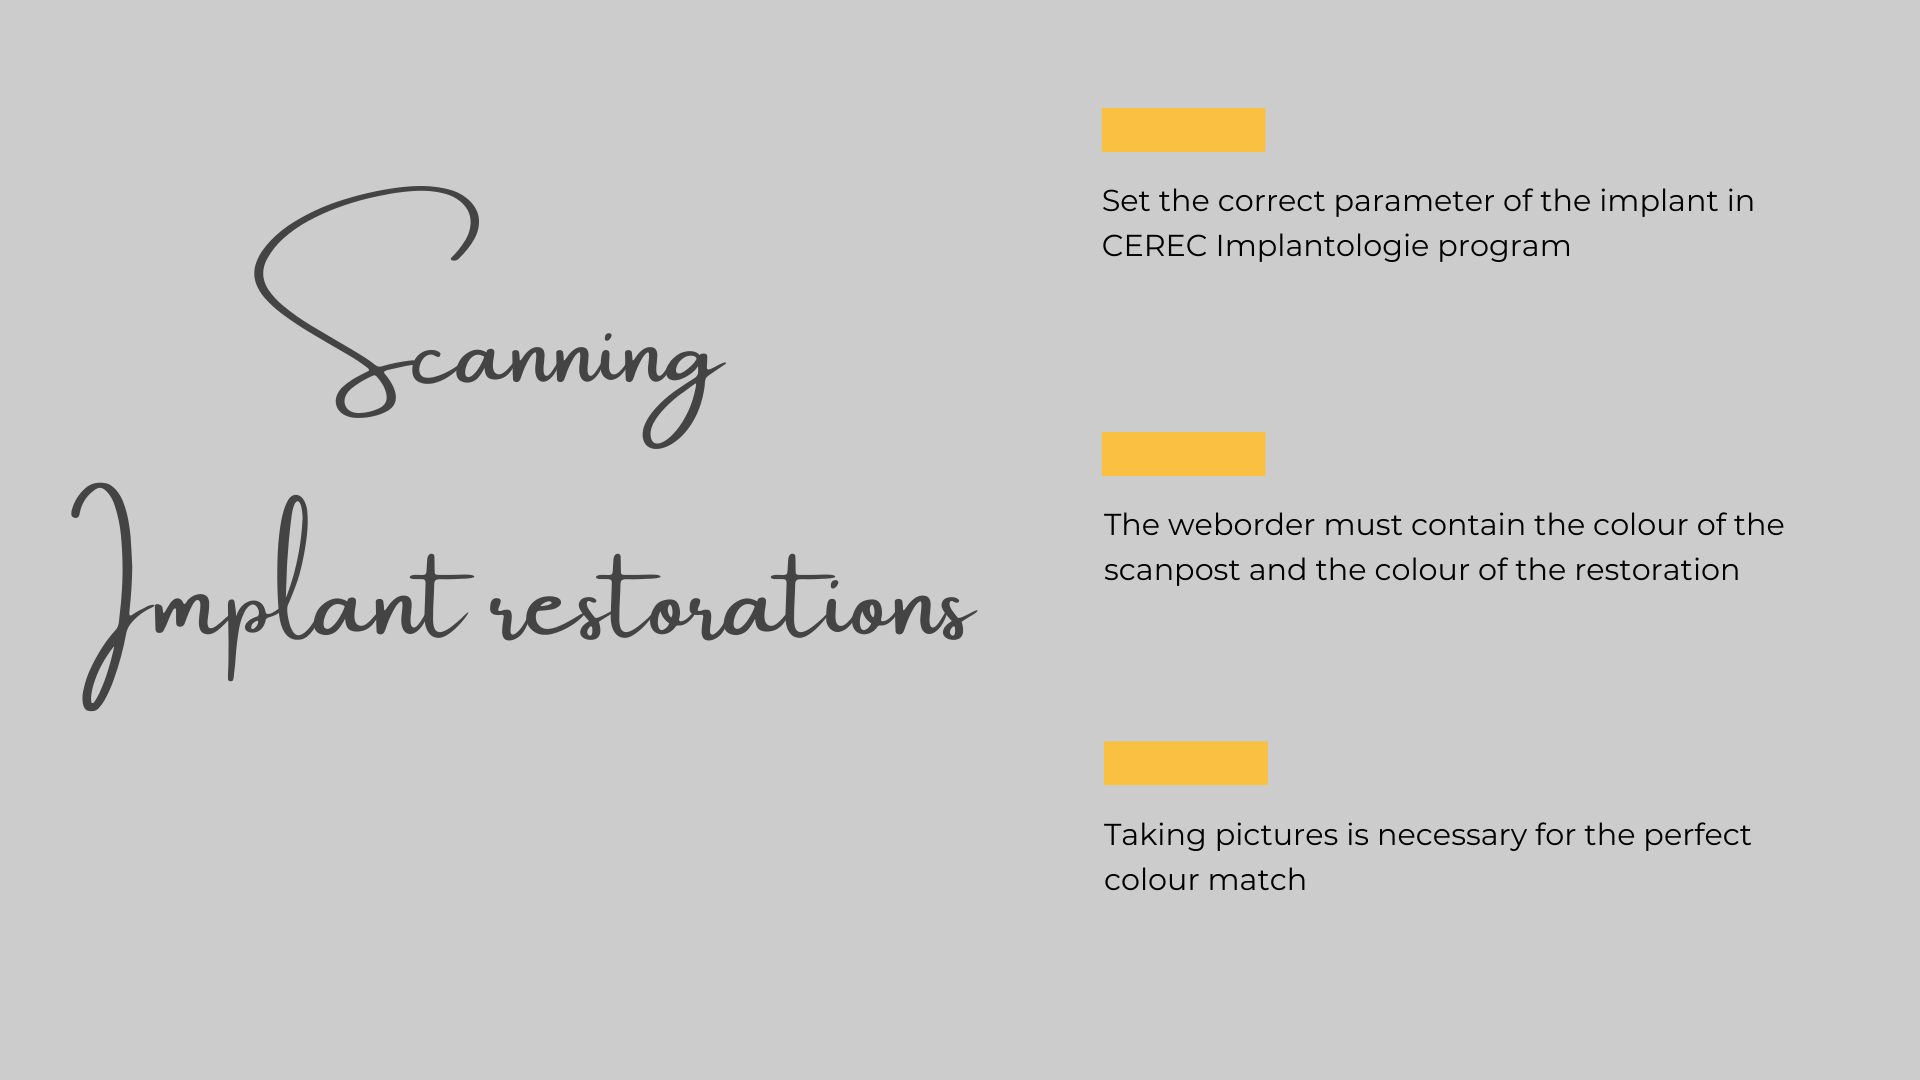 Scanning
Implant restorations
Set the correct parameter of the implant in
CEREC Implantologie program
The weborder must contain the colour of the
scanpost and the colour of the restoration
Taking pictures is necessary for the perfect
colour match